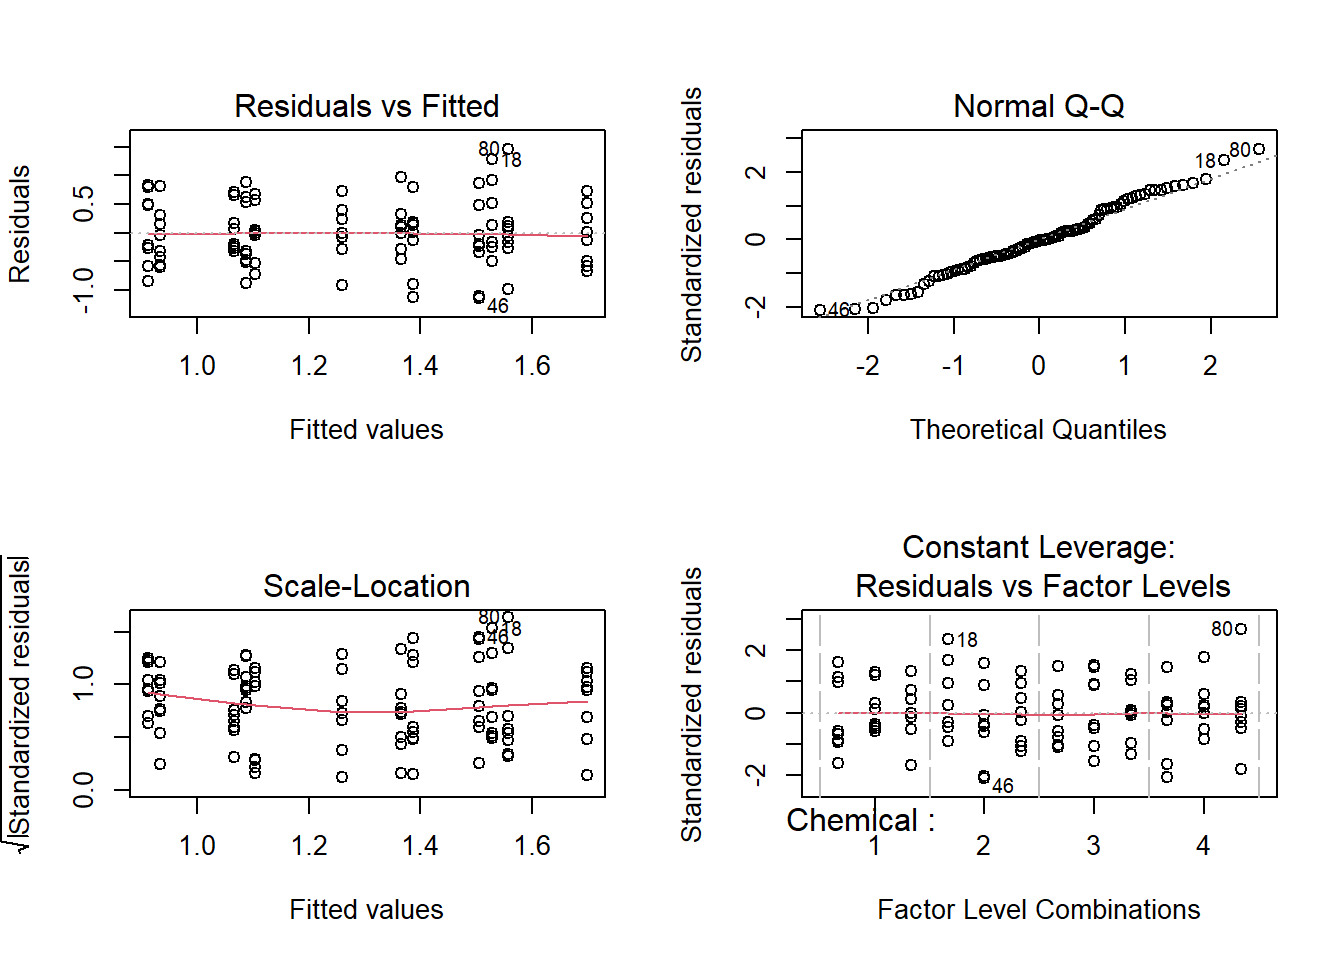 Residuals vs Fitted
Residuals
0.5
-1.0
80
18
46
1.0 1.2 1.4 1.6
Fitted values
Normal Q-Q
Standardized residuals
2
0
-2
18 80
46
-2 -1 0 1 2
Theoretical Quantiles
Scale-Location
√|Standardized residuals|
1.0
0.0
80
18
46
1.0 1.2 1.4 1.6
Fitted values
Constant Leverage:
Residuals vs Factor Levels
Standardized residuals
2
0
-2
18
80
46
Chemical :
1 2 3 4
Factor Level Combinations